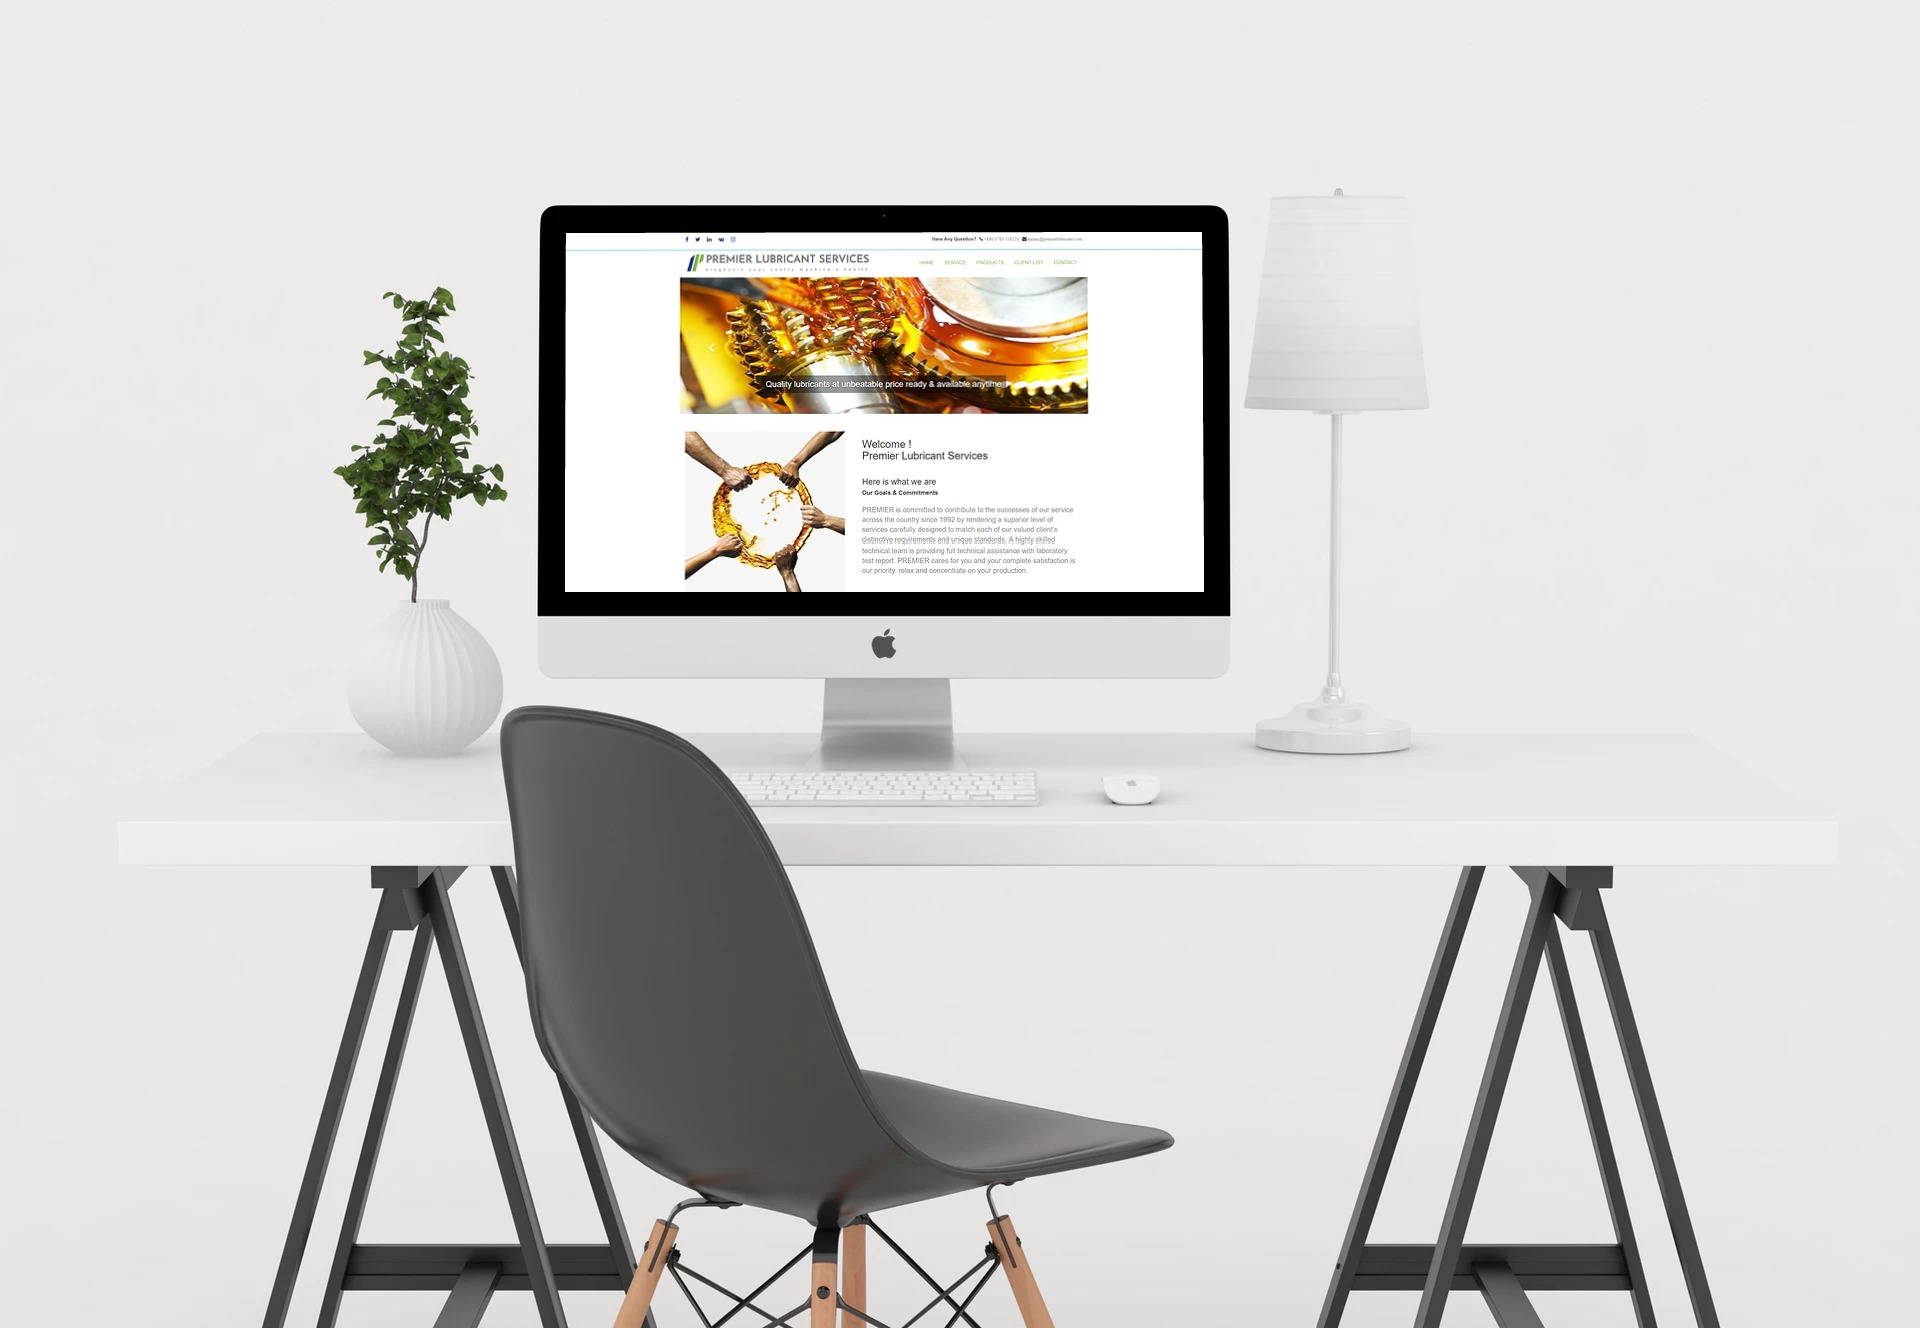 Have Any Question?
PREMIER LUBRICANT SERVICES
diagnosis your costly machine's health
HOME SERVICE PRODUCTS CLIENT LIST CONTACT
Quality lubricants at unbeatable price ready & available anytime
Welcome !
Premier Lubricant Services
Here is what we are
Our Goals & Commitments
PREMIER is committed to contribute to the successes of our service
across the country since 1992 by rendering a superior level of
services carefully designed to match each of our valued client's
distinctive requirements and unique standards. A highly skilled
technical team is providing full technical assistance with laboratory
test report. PREMIER cares for you and your complete satisfaction is
our priority. relax and concentrate on your production.